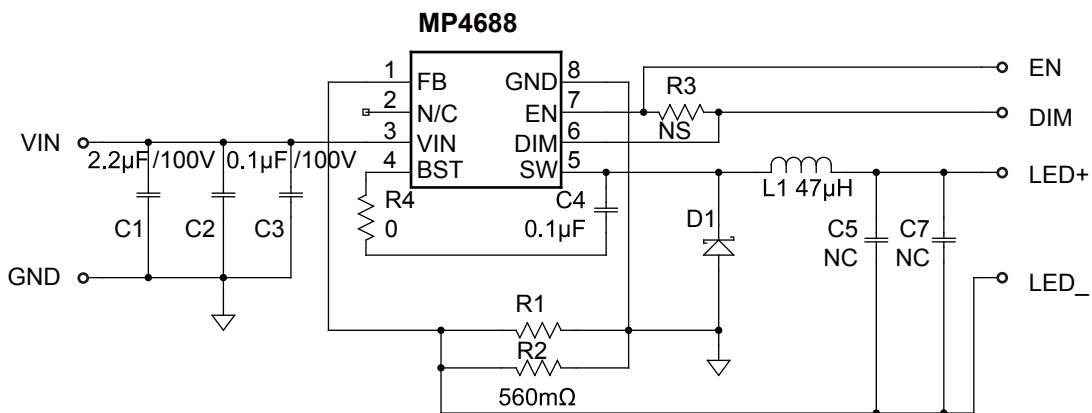 MP4688
1 FB GND 8
2 N/C EN 7
3 VIN DIM 6
4 BST SW 5
EN
R3
NS
DIM
VIN
2.2µF /100V 0.1µF /100V
C1 C2 C3
GND
R4
0
C4
0.1µF
D1
L1 47µH
LED+
C5
NC
C7
NC
LED_
R1
R2
560mΩ